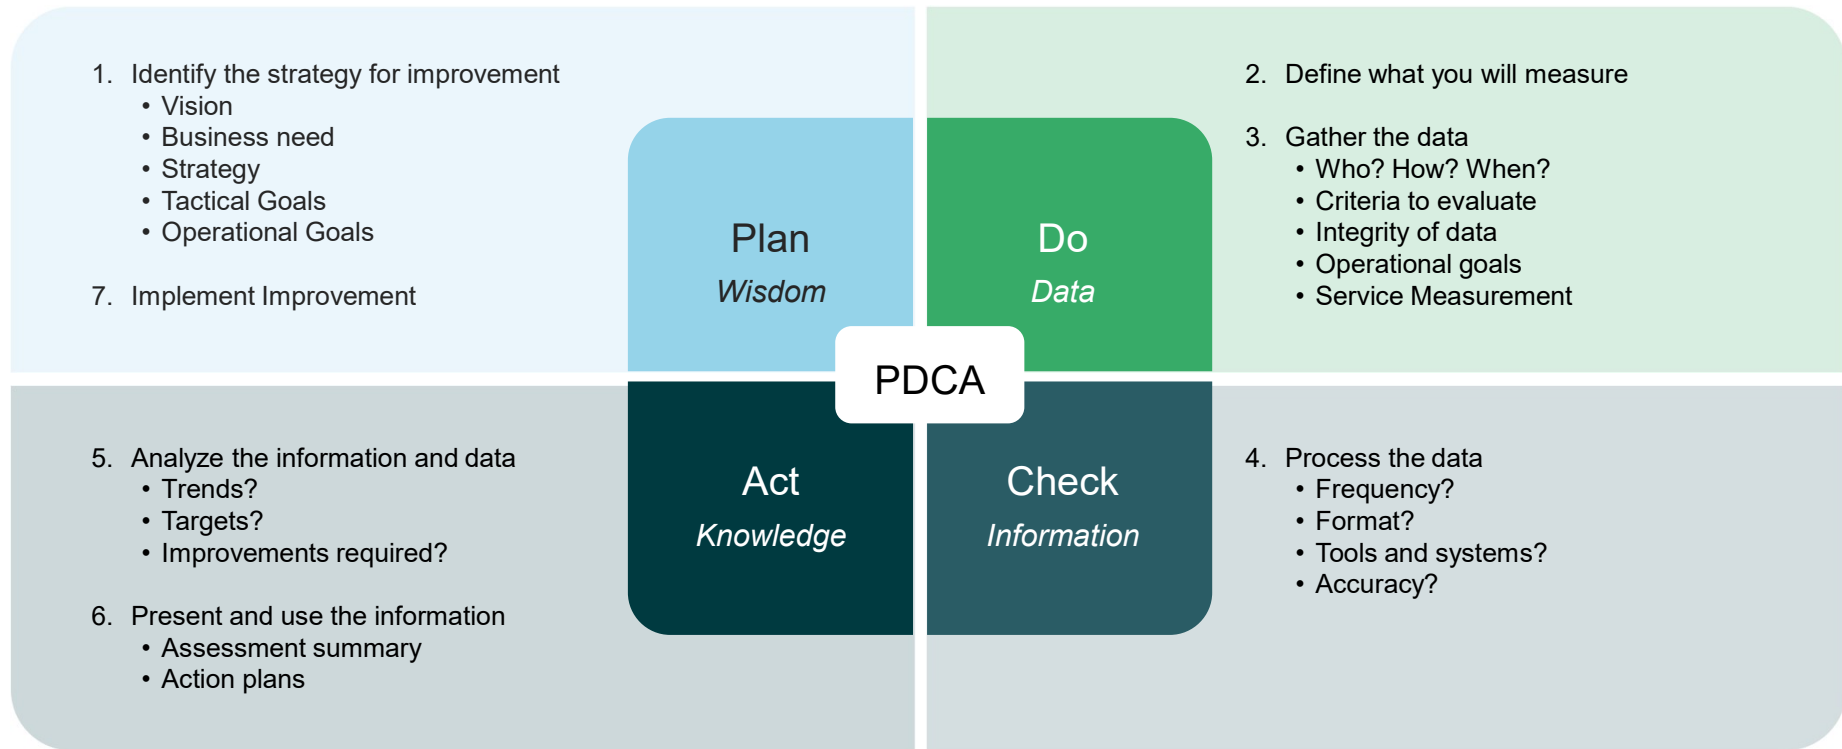 1. Identify the strategy for improvement
• Vision
• Business need
• Strategy
• Tactical Goals
• Operational Goals
7. Implement Improvement
Plan
Wisdom
Do
Data
2. Define what you will measure
3. Gather the data
• Who? How? When?
• Criteria to evaluate
• Integrity of data
• Operational goals
• Service Measurement
PDCA
5. Analyze the information and data
• Trends?
• Targets?
• Improvements required?
6. Present and use the information
• Assessment summary
• Action plans
Act
Knowledge
Check
Information
4. Process the data
• Frequency?
• Format?
• Tools and systems?
• Accuracy?